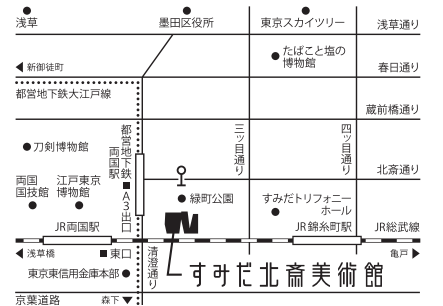 浅草
墨田区役所
東京スカイツリー
浅草通り
たばこと塩の
博物館
新御徒町
春日通り
都営地下鉄大江戸線
蔵前橋通り
都営地下鉄
両国駅
A3出口
三ッ目通り
四ッ目通り
刀剣博物館
北斎通り
両国
国技館
江戸東京
博物館
緑町公園
すみだトリフォニー
ホール
JR両国駅
JR錦糸町駅
JR総武線
浅草橋
東口
清澄通り
亀戸
すみだ北斎美術館
東京東信用金庫本部
京葉道路
森下